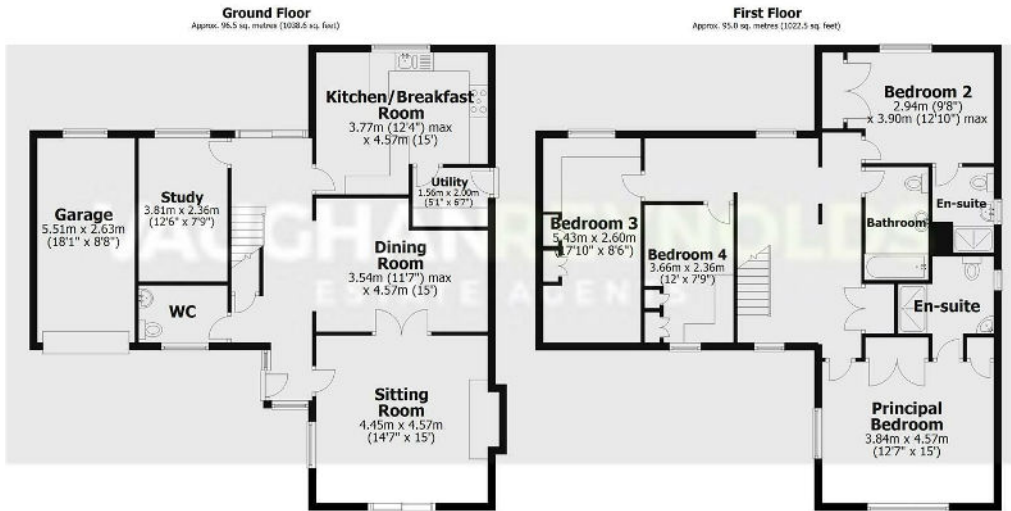 Ground Floor
Approx. 96.5 sq. metres (1038.6 sq. feet)
Kitchen/Breakfast
Room
3.77m (12'4") max
x 4.57m (15')
Utility
1.56m x 2.00m
(5'1" x 6'7")
Study
3.81m x 2.36m
(12'6" x 7'9")
Garage
5.51m x 2.63m
(18'1" x 8'8")
Dining
Room
3.54m (11'7") max
x 4.57m (15')
WC
Sitting
Room
4.45m x 4.57m
(14'7" x 15')
First Floor
Approx. 95.0 sq. metres (1022.5 sq. feet)
Bedroom 2
2.94m (9'8")
x 3.90m (12'10") max
En-suite
Bathroom
Bedroom 3
5.43m x 2.60m
(17'10" x 8'6")
Bedroom 4
3.66m x 2.36m
(12' x 7'9")
En-suite
Principal
Bedroom
3.84m x 4.57m
(12'7" x 15')
ESTATE AGENTS